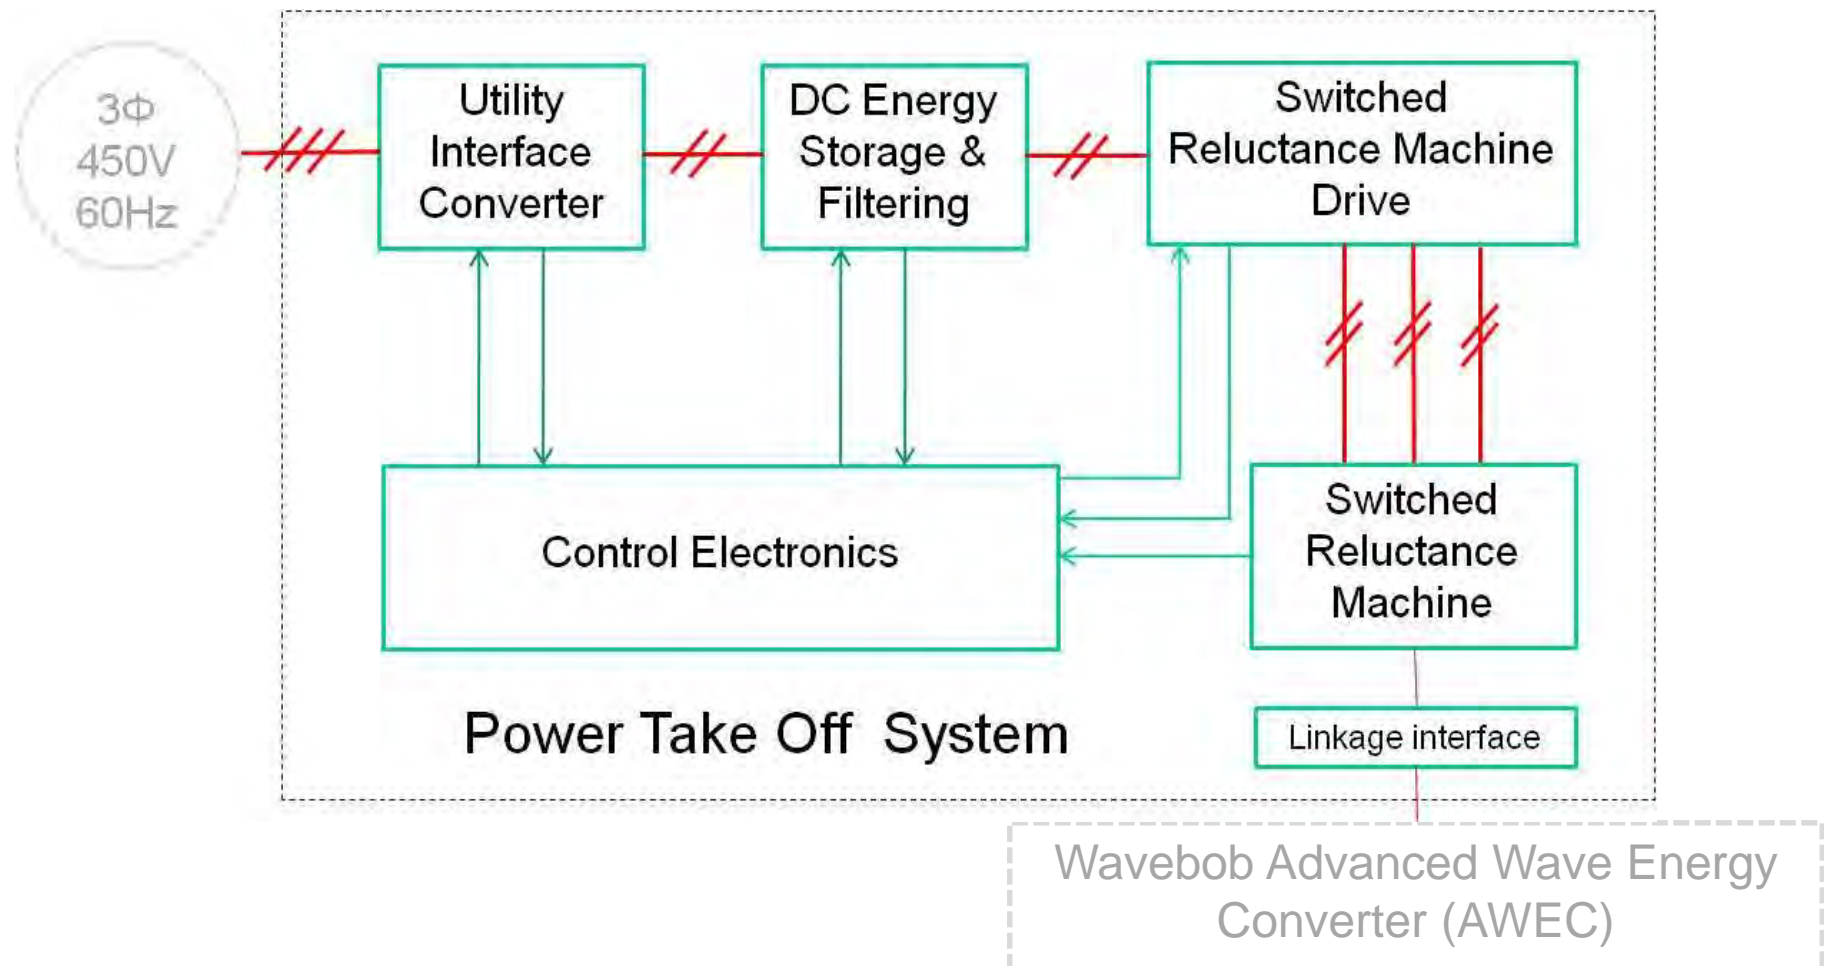 3Φ
450V
60Hz
Utility
Interface
Converter
DC Energy
Storage &
Filtering
Switched
Reluctance Machine
Drive
Control Electronics
Switched
Reluctance
Machine
Power Take Off System
Linkage interface
Wavebob Advanced Wave Energy
Converter (AWEC)